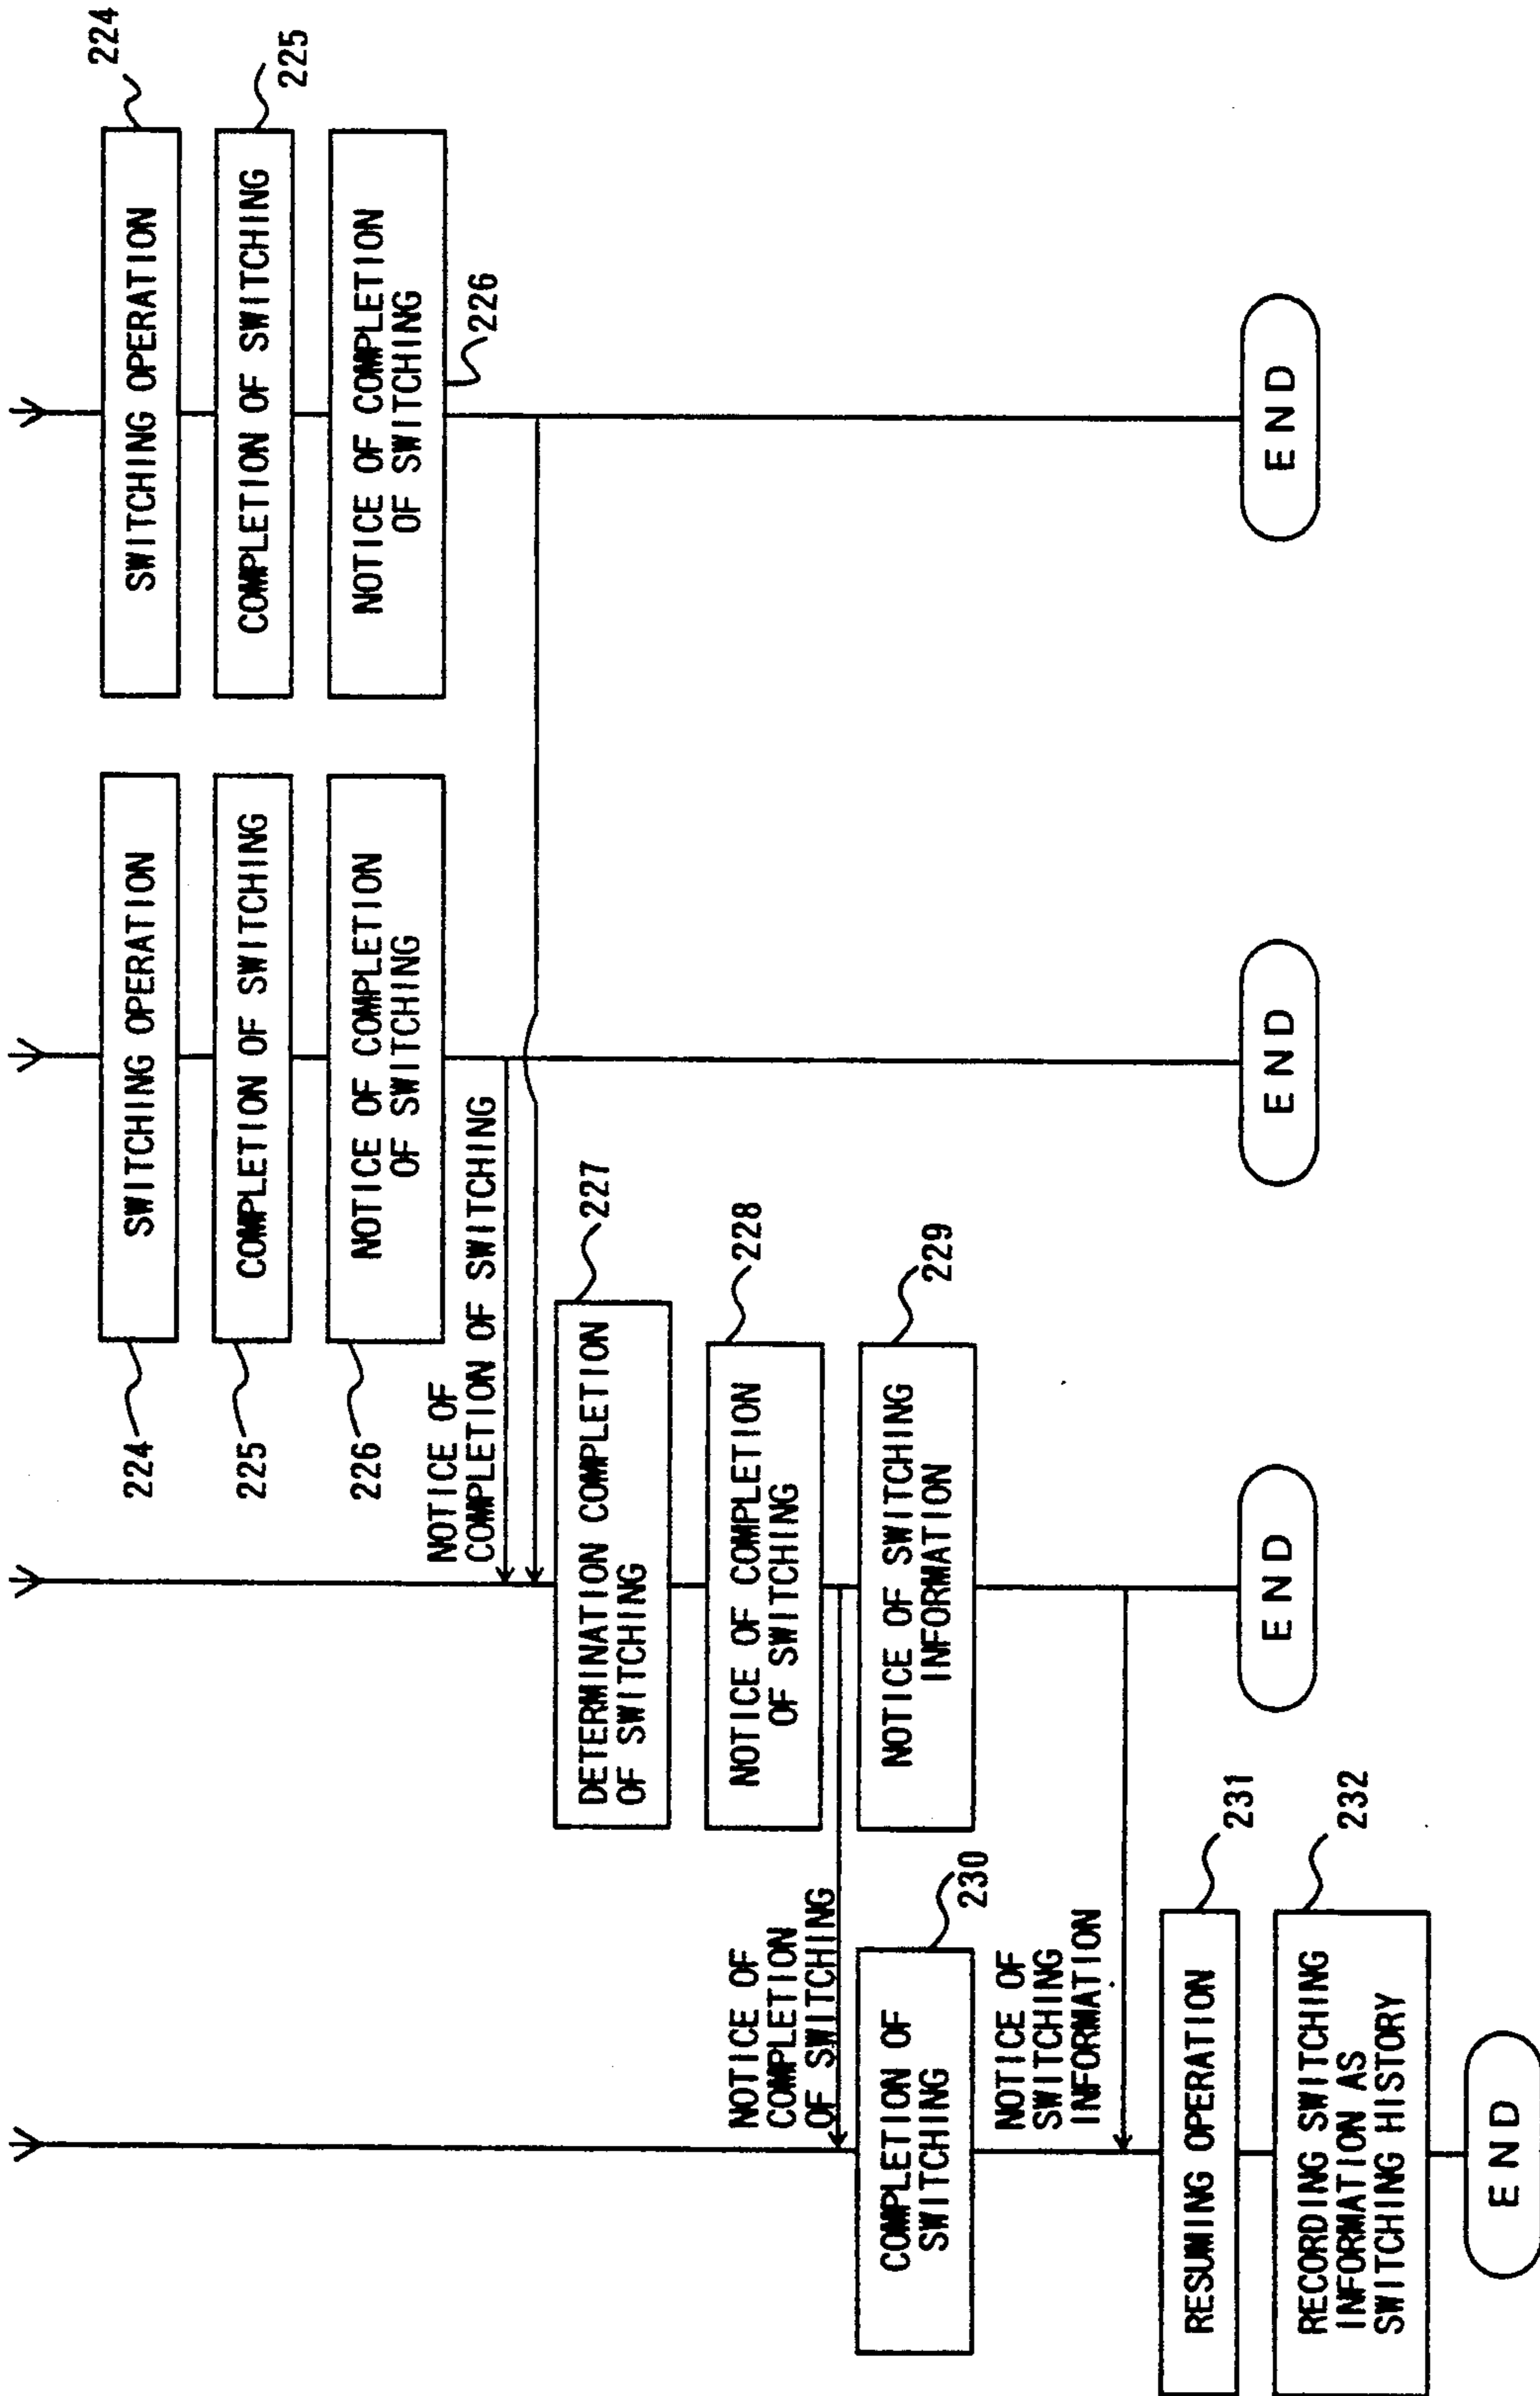 SWITCHING OPERATION
224
COMPLETION OF SWITCHING
225
NOTICE OF COMPLETION
OF SWITCHING
226
SWITCHING OPERATION
224
COMPLETION OF SWITCHING
225
NOTICE OF COMPLETION
OF SWITCHING
226
NOTICE OF
COMPLETION OF SWITCHING
DETERMINATION COMPLETION
OF SWITCHING
227
NOTICE OF COMPLETION
OF SWITCHING
228
NOTICE OF SWITCHING
INFORMATION
229
NOTICE OF
COMPLETION
OF SWITCHING
COMPLETION OF
SWITCHING
230
NOTICE OF
SWITCHING
INFORMATION
RESUMING OPERATION
231
RECORDING SWITCHING
INFORMATION AS
SWITCHING HISTORY
232
END
END
END
END